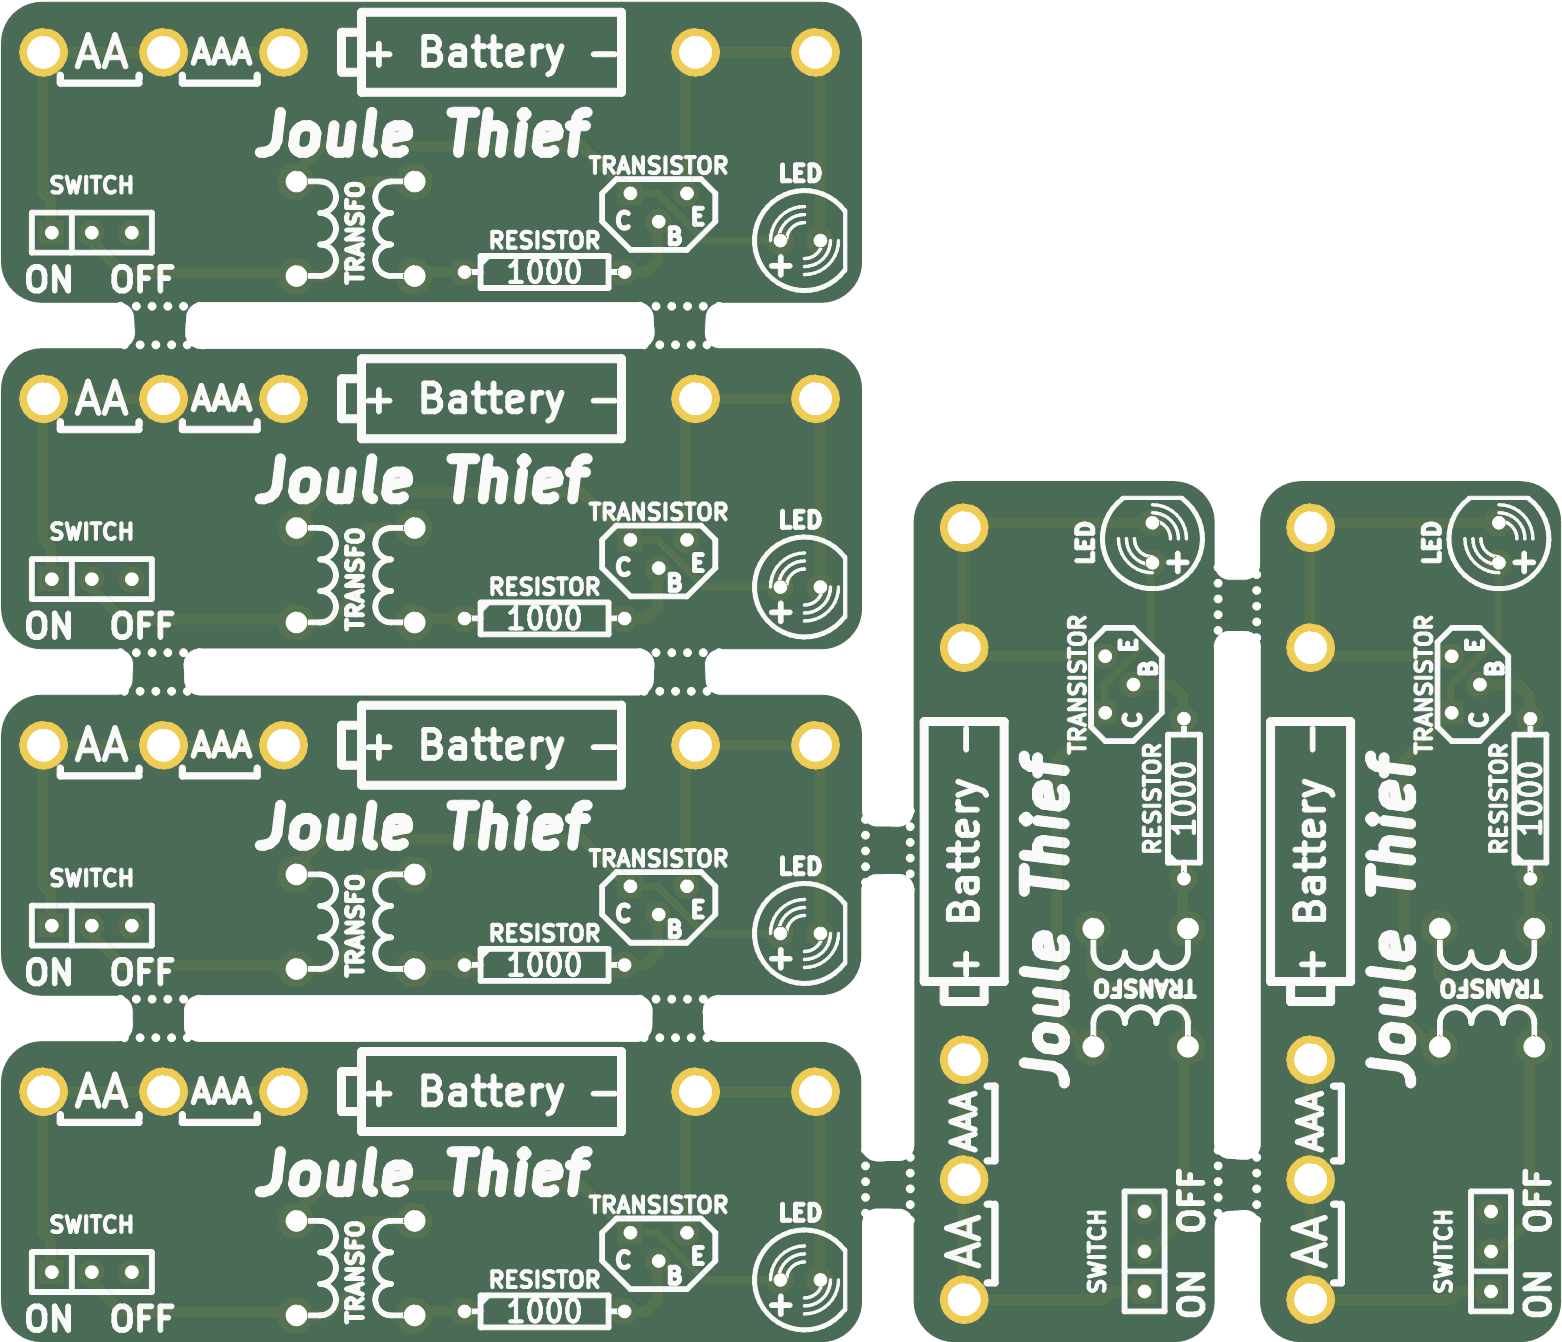 AA AAA + Battery -
Joule Thief
TRANSISTOR LED
SWITCH TRANSFO C E
B
RESISTOR
ON OFF 1000 +
AA AAA + Battery -
Joule Thief
TRANSISTOR LED
SWITCH TRANSFO C E
B
RESISTOR
ON OFF 1000 +
AA AAA + Battery -
Joule Thief
TRANSISTOR LED
SWITCH TRANSFO C E
B
RESISTOR
ON OFF 1000 +
AA AAA + Battery -
Joule Thief
TRANSISTOR LED
SWITCH TRANSFO C E
B
RESISTOR
ON OFF 1000 +
AA AAA + Battery -
Joule Thief
TRANSISTOR LED
SWITCH TRANSFO C E
B
RESISTOR
ON OFF 1000 +
AA AAA + Battery -
Joule Thief
TRANSISTOR LED
SWITCH TRANSFO C E
B
RESISTOR
ON OFF 1000 +